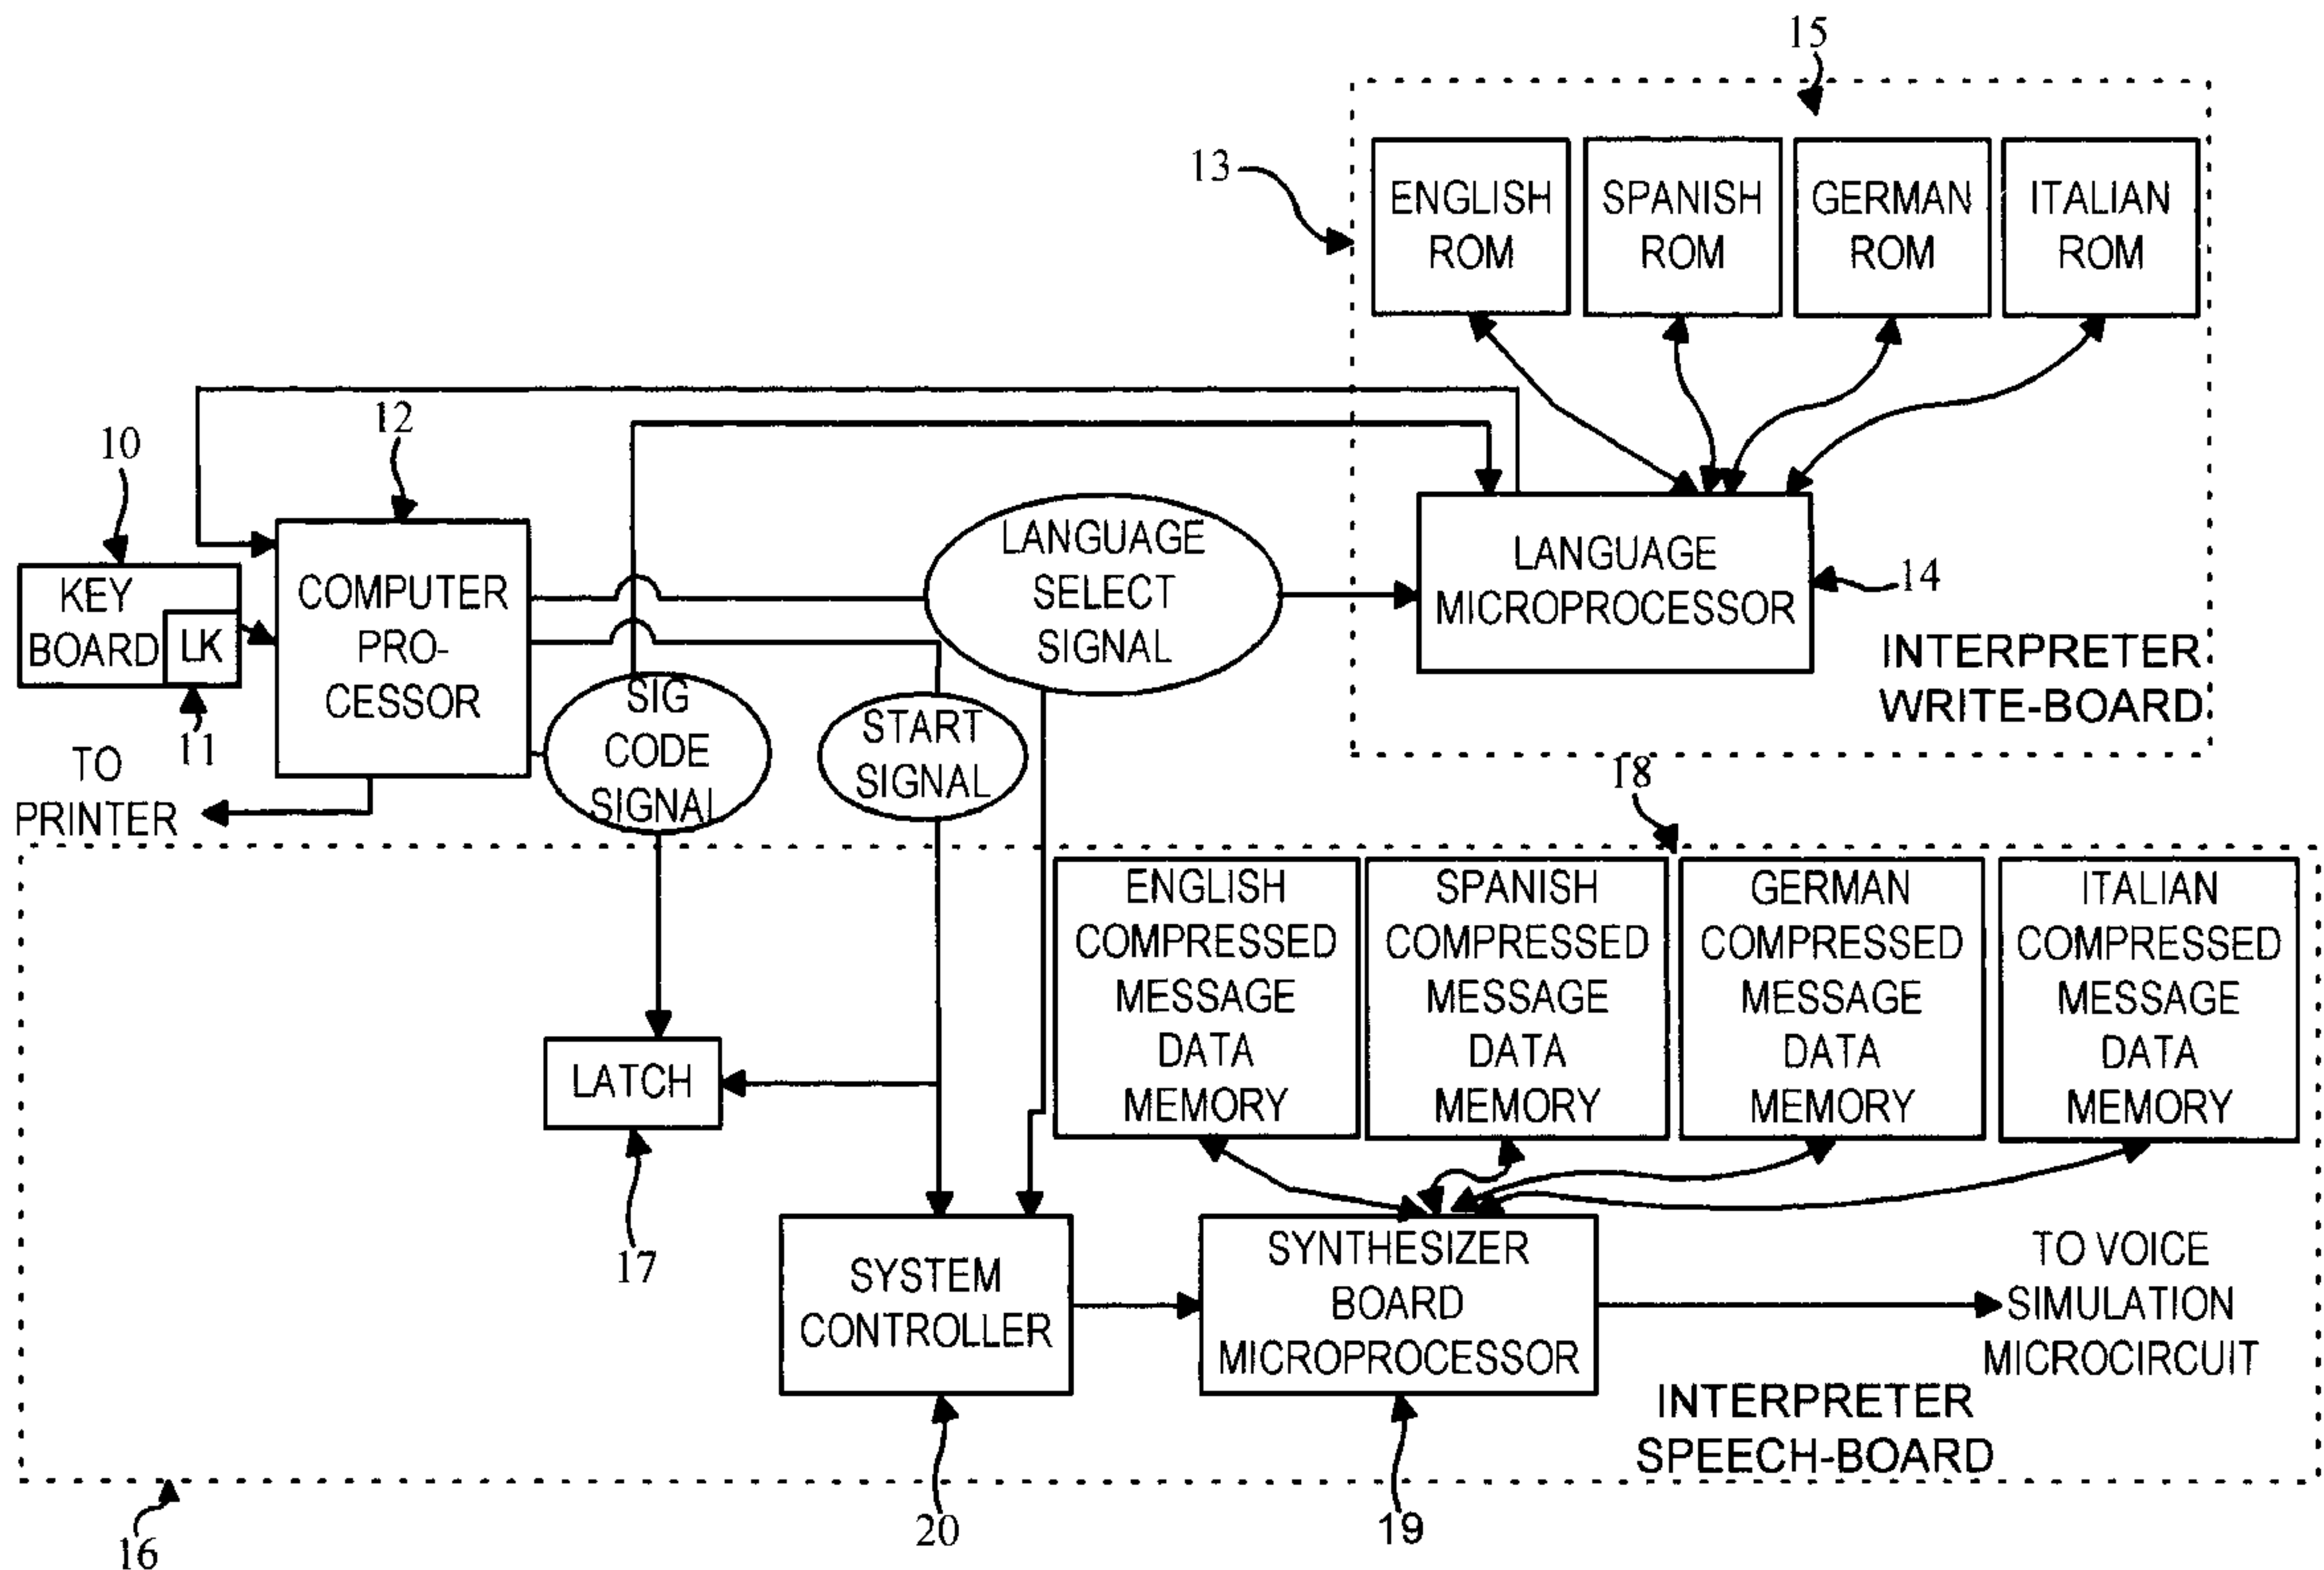 15
13
ENGLISH
ROM
SPANISH
ROM
GERMAN
ROM
ITALIAN
ROM
12
10
KEY
BOARD
LK
11
COMPUTER
PRO-
CESSOR
LANGUAGE
SELECT
SIGNAL
LANGUAGE
MICROPROCESSOR
14
INTERPRETER
WRITE-BOARD
SIG
CODE
SIGNAL
START
SIGNAL
TO
PRINTER
18
ENGLISH
COMPRESSED
MESSAGE
DATA
MEMORY
SPANISH
COMPRESSED
MESSAGE
DATA
MEMORY
GERMAN
COMPRESSED
MESSAGE
DATA
MEMORY
ITALIAN
COMPRESSED
MESSAGE
DATA
MEMORY
LATCH
17
SYSTEM
CONTROLLER
SYNTHESIZER
BOARD
MICROPROCESSOR
TO VOICE
SIMULATION
MICROCIRCUIT
INTERPRETER
SPEECH-BOARD
16
20
19